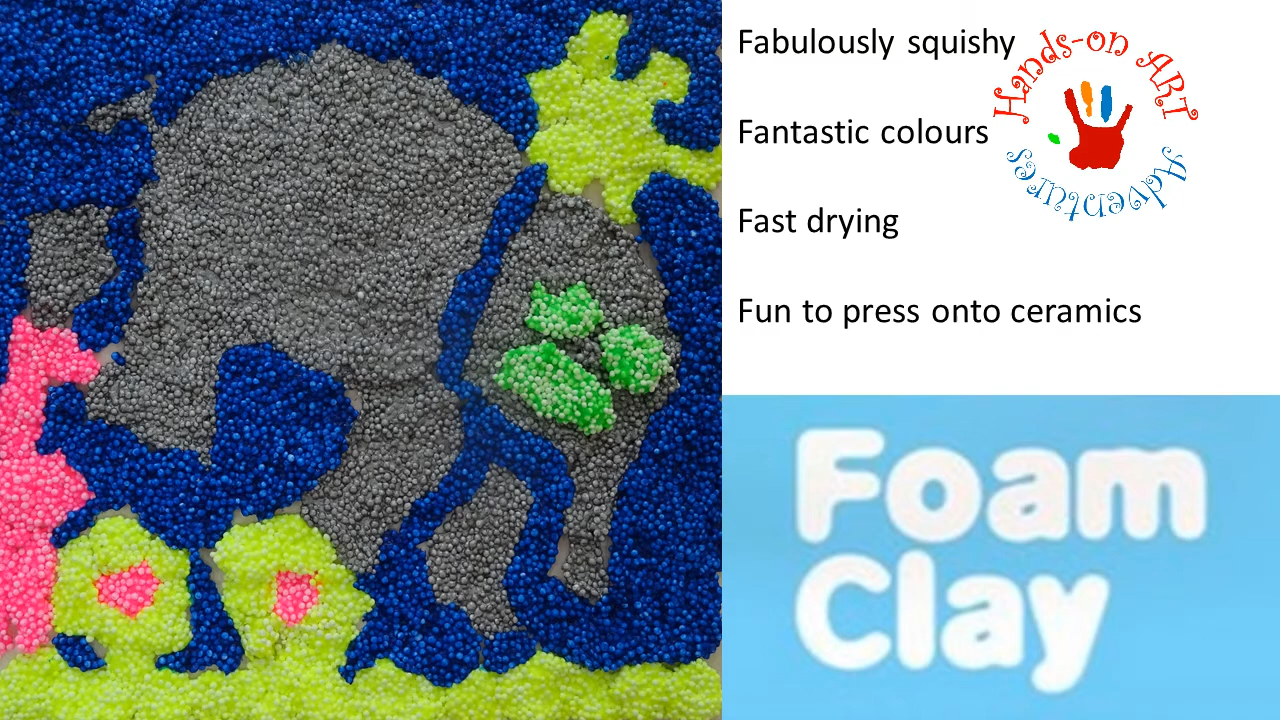 Fabulously squishy
Hands-on ART
Adventures
Fantastic colours
Fast drying
Fun to press onto ceramics
Foam
Clay